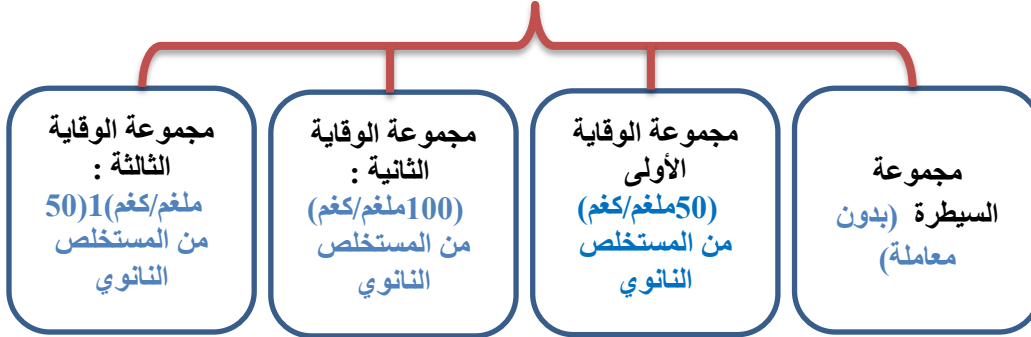 مجموعة
السيطرة (بدون
معاملة)
مجموعة الوقاية
الأولى
(50ملغم/كغم)
من المستخلص
النانوي
مجموعة الوقاية
الثانية :
(100ملغم/كغم)
من المستخلص
النانوي
مجموعة الوقاية
الثالثة :
ملغم/كغم)1(50
من المستخلص
النانوي